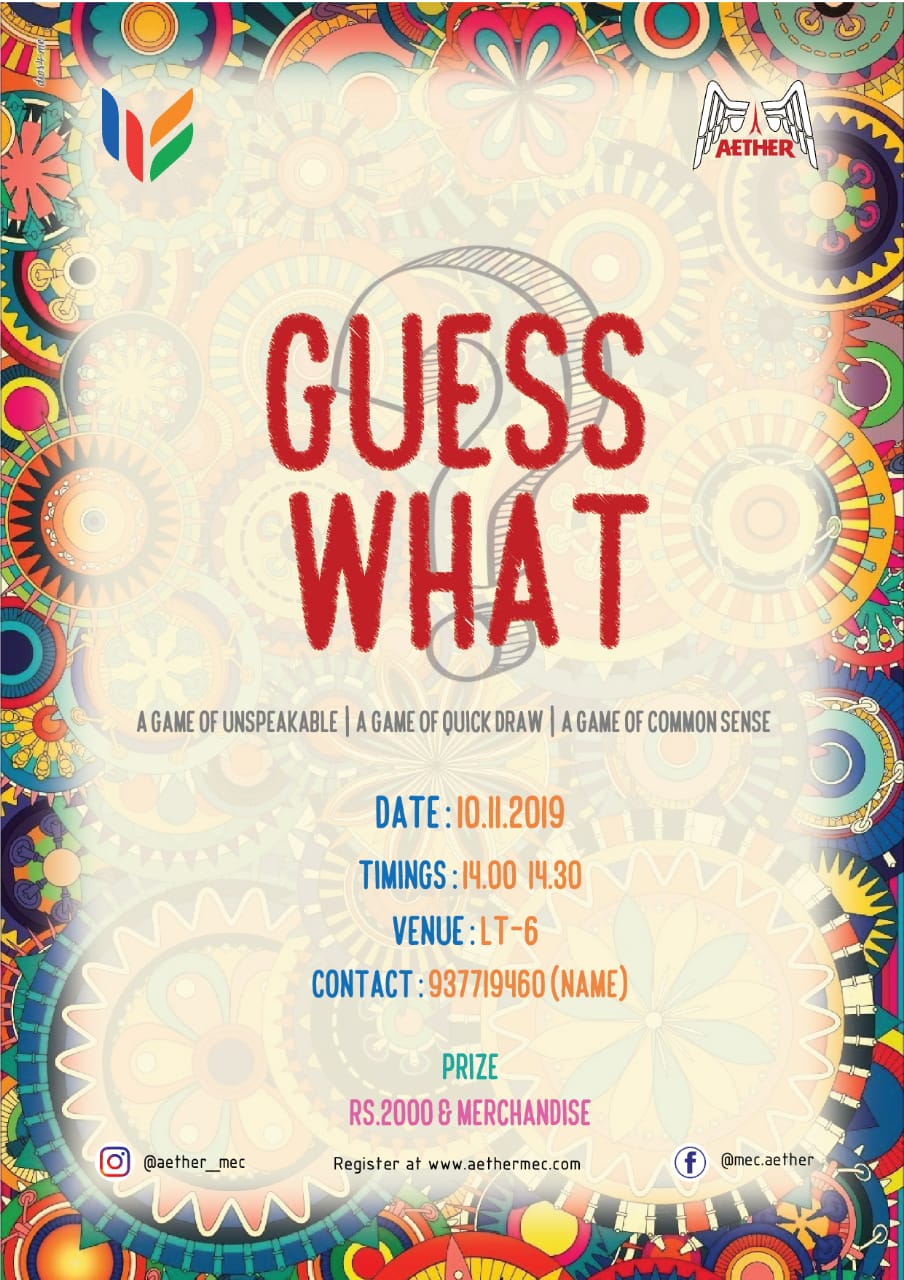 AETHER
GUESS
WHAT
A GAME OF UNSPEAKABLE | A GAME OF QUICK DRAW | A GAME OF COMMON SENSE
DATE : 10.11.2019
TIMINGS : 14.00 14.30
VENUE : LT-6
CONTACT : 937719460 (NAME)
PRIZE
RS.2000 & MERCHANDISE
@aether_mec
Register at www.aethermec.com
@mec.aether